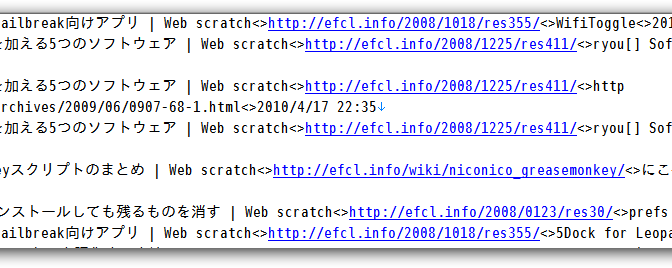 ailbreak向けアプリ | Web scratch<>http://efcl.info/2008/1018/res355/<>WifiToggle<>201
を加える5つのソフトウェア | Web scratch<>http://efcl.info/2008/1225/res411/<>ryou[] Sof
を加える5つのソフトウェア | Web scratch<>http://efcl.info/2008/1225/res411/<>http
rchives/2009/06/0907-68-1.html<>2010/4/17 22:35↓
を加える5つのソフトウェア | Web scratch<>http://efcl.info/2008/1225/res411/<>ryou[] Sof
eyスクリプトのまとめ | Web scratch<>http://efcl.info/wiki/niconico_greasemonkey/<>にこ
ンストールしても残るものを消す | Web scratch<>http://efcl.info/2008/0123/res30/<>prefs
ailbreak向けアプリ | Web scratch<>http://efcl.info/2008/1018/res355/<>5Dock for Leopa